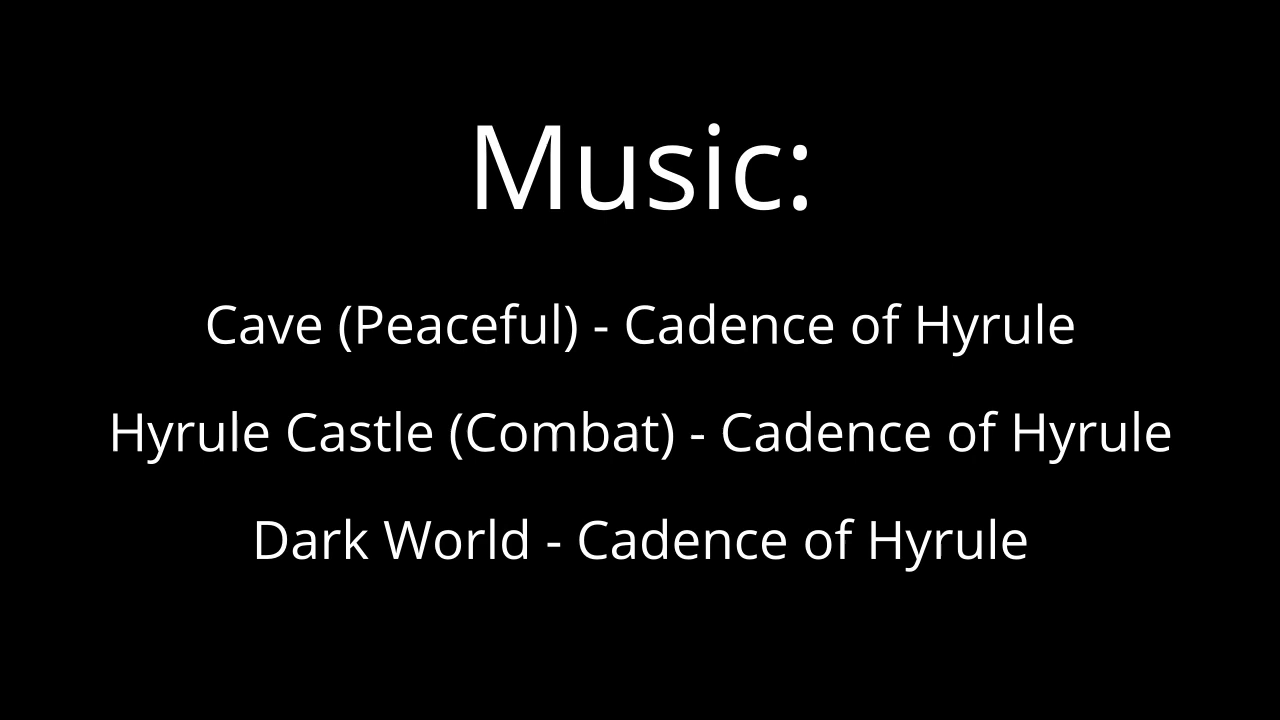 Music:
Cave (Peaceful) - Cadence of Hyrule
Hyrule Castle (Combat) - Cadence of Hyrule
Dark World - Cadence of Hyrule